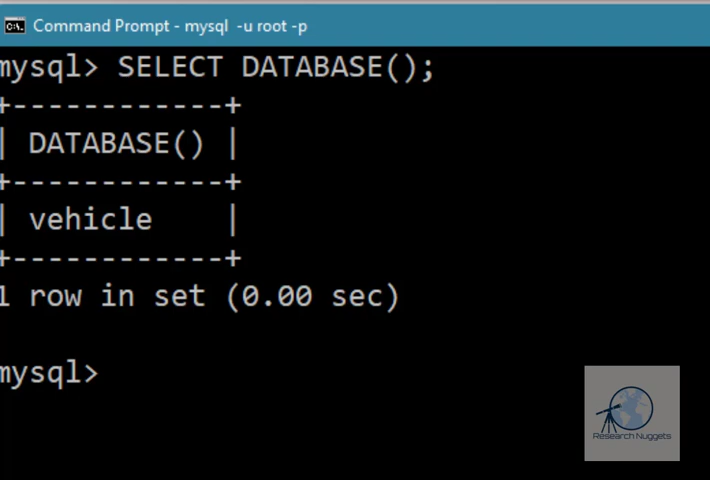 Command Prompt - mysql  -u root -p
mysql> SELECT DATABASE();
+------------+
| DATABASE() |
+------------+
| vehicle    |
+------------+
1 row in set (0.00 sec)
mysql>
Research Nuggets